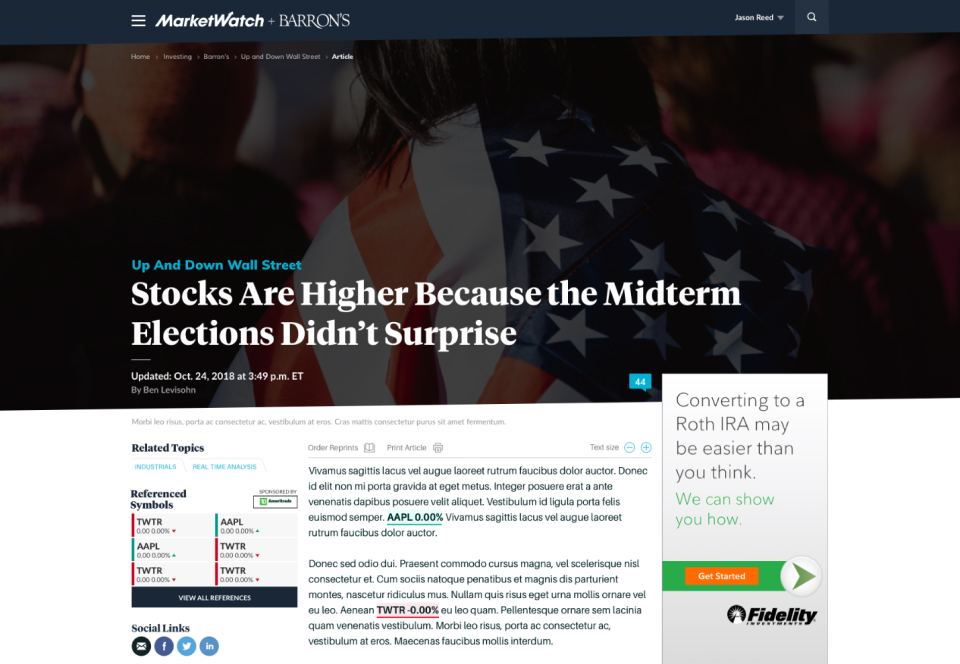 MarketWatch + BARRON'S
Jason Reed
Home > Investing > Barron's > Up and Down Wall Street > Article
Up And Down Wall Street
Stocks Are Higher Because the Midterm
Elections Didn't Surprise
Updated: Oct. 24, 2018 at 3:49 p.m. ET
By Ben Levisohn
44
Morbi leo risus, porta ac consectetur ac, vestibulum at eros. Cras mattis consectetur purus sit amet fermentum.
Related Topics
INDUSTRIALS
REAL TIME ANALYSIS
Referenced
Symbols
SPONSORED BY
Ameritrade
TWTR
0.00 0.00%
AAPL
0.00 0.00%
AAPL
0.00 0.00%
TWTR
0.00 0.00%
TWTR
0.00 0.00%
TWTR
0.00 0.00%
VIEW ALL REFERENCES
Social Links
f
in
Order Reprints
Print Article
Text size
Vivamus sagittis lacus vel augue laoreet rutrum faucibus dolor auctor. Donec
id elit non mi porta gravida at eget metus. Integer posuere erat a ante
venenatis dapibus posuere velit aliquet. Vestibulum id ligula porta felis
euismod semper. AAPL 0.00% Vivamus sagittis lacus vel augue laoreet
rutrum faucibus dolor auctor.
Donec sed odio dui. Praesent commodo cursus magna, vel scelerisque nisl
consectetur et. Cum sociis natoque penatibus et magnis dis parturient
montes, nascetur ridiculus mus. Nullam quis risus eget urna mollis ornare vel
eu leo. Aenean TWTR -0.00% eu leo quam. Pellentesque ornare sem lacinia
quam venenatis vestibulum. Morbi leo risus, porta ac consectetur ac,
vestibulum at eros. Maecenas faucibus mollis interdum.
Converting to a
Roth IRA may
be easier than
you think.
We can show
you how.
Get Started
Fidelity
INVESTMENTS